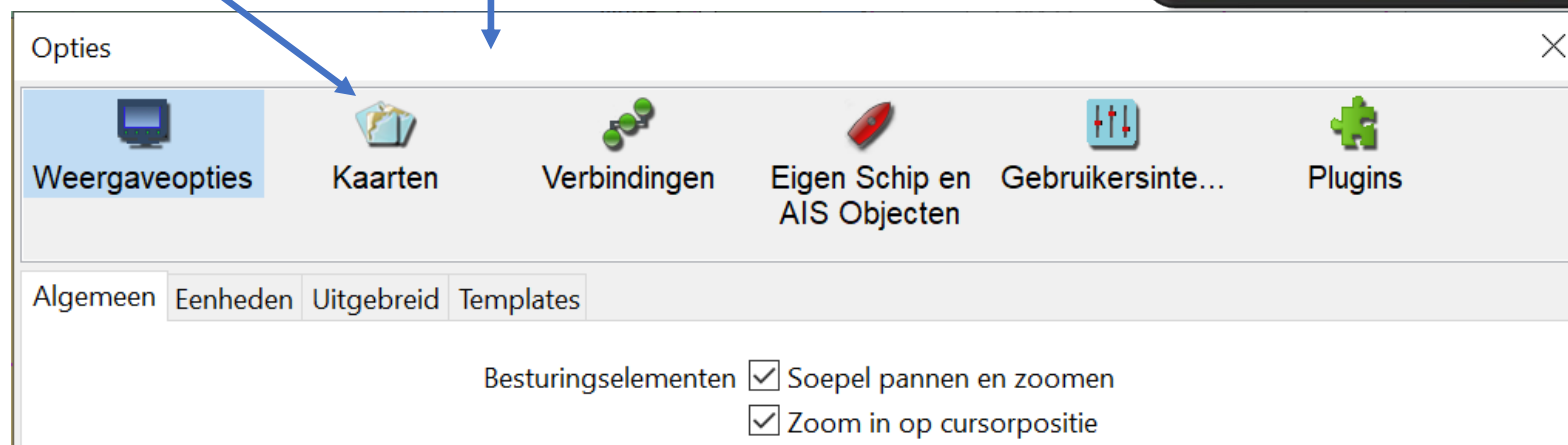 Opties
Weergaveopties
Kaarten
Verbindingen
Eigen Schip en
AIS Objecten
Gebruikersinte...
Plugins
Algemeen Eenheden Uitgebreid Templates
Besturingselementen Soepel pannen en zoomen
Zoom in op cursorpositie